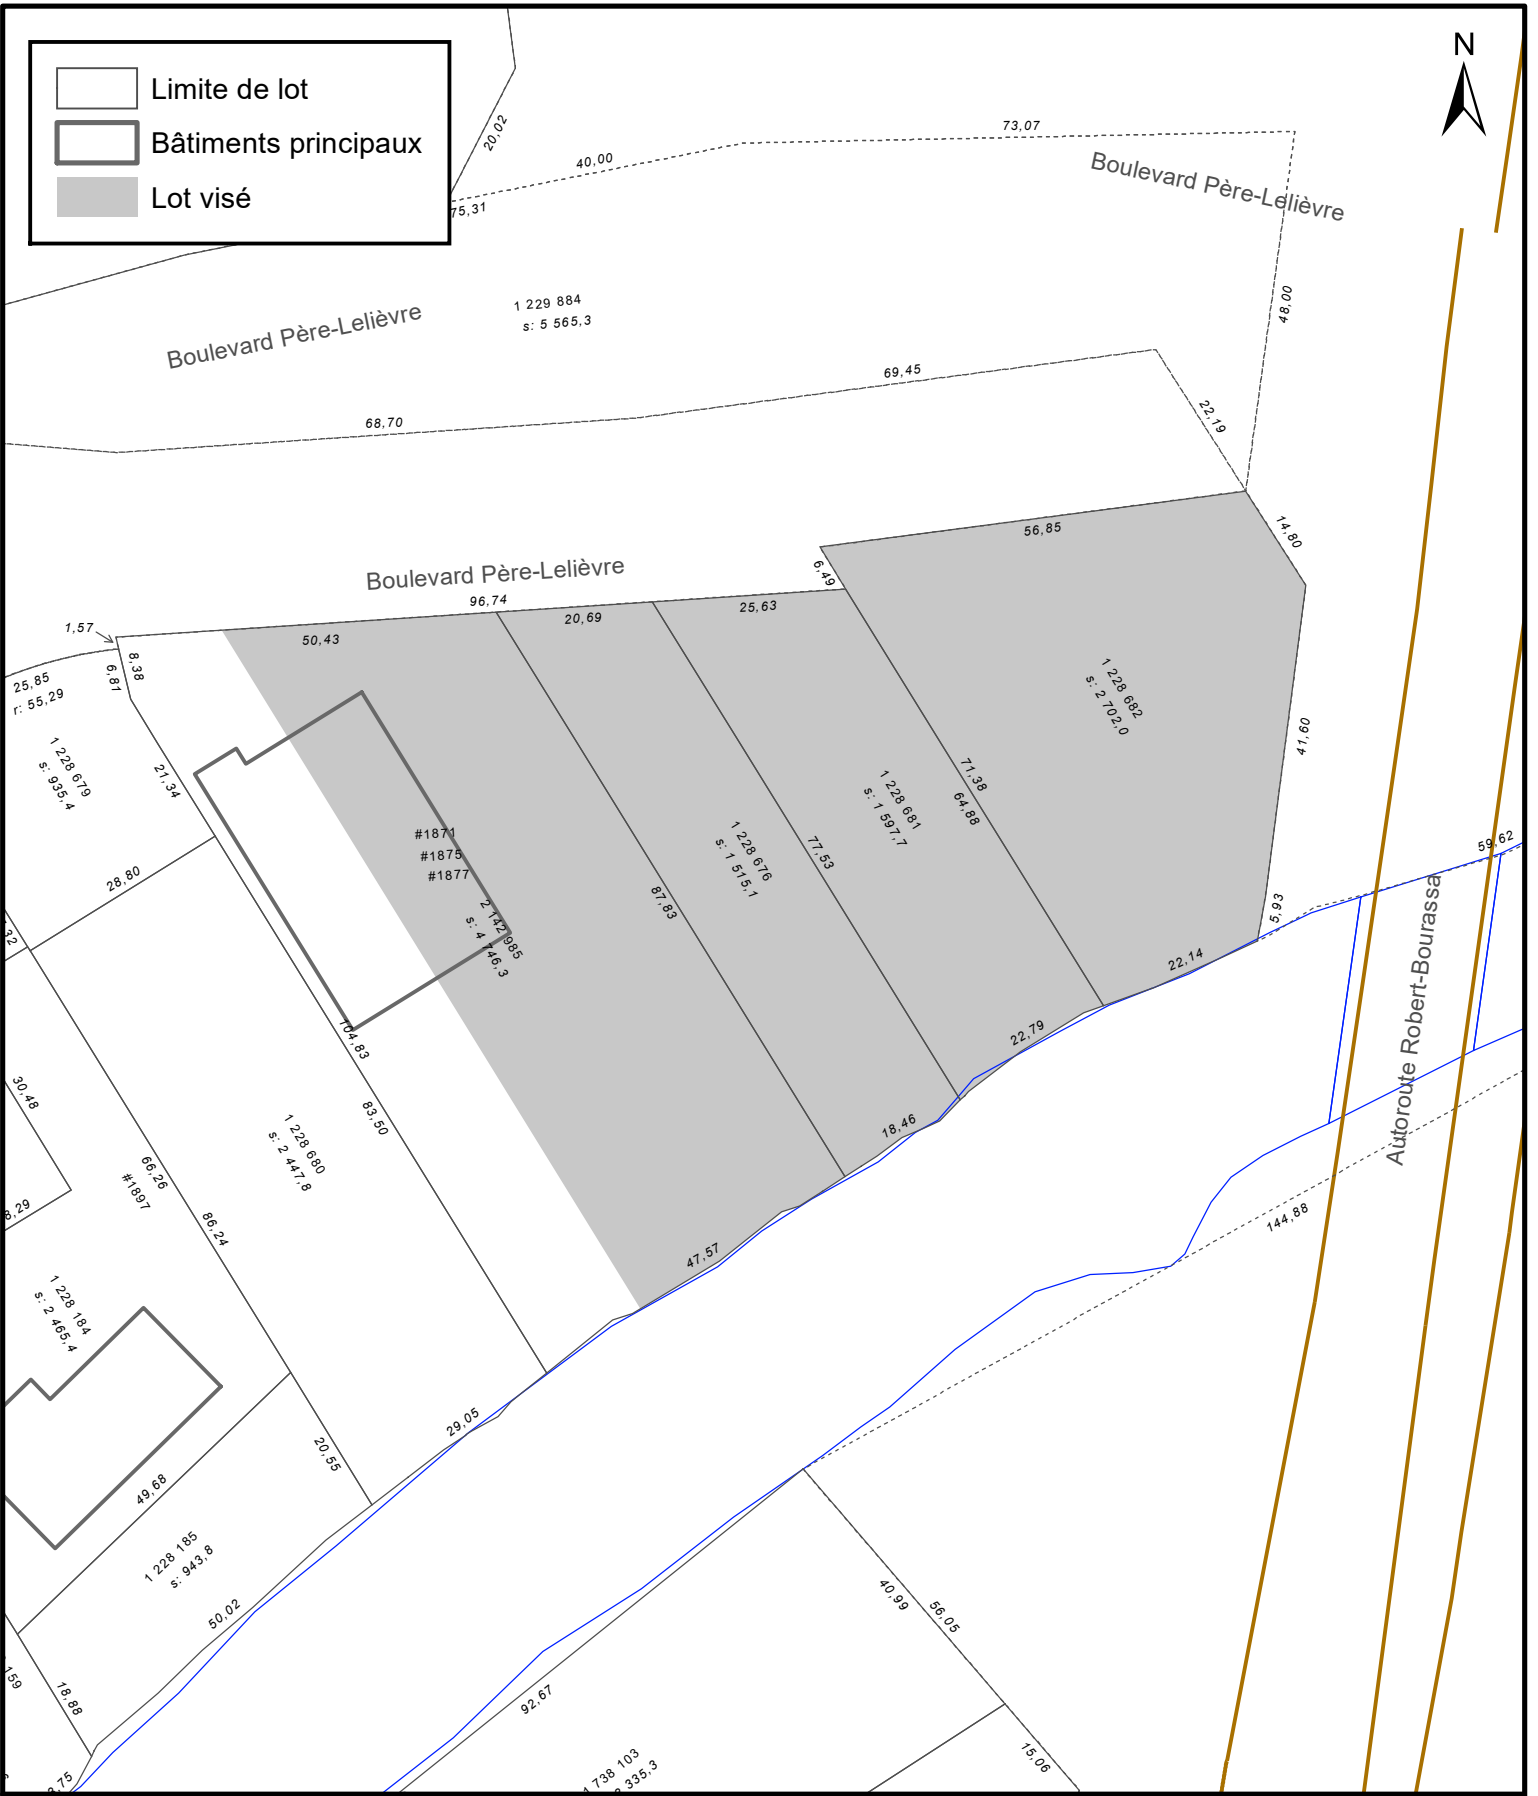 N
Limite de lot
Bâtiments principaux
Lot visé
20,02
40,00
75,31
73,07
Boulevard Père-Lelièvre
48,00
1 229 884
s: 5 565,3
Boulevard Père-Lelièvre
69,45
68,70
22,19
14,80
56,85
Boulevard Père-Lelièvre
96,74
6,49
50,43
20,69
25,63
1,57
8,38
6,81
25,85
r: 55,29
1 228 679
s: 935,4
21,34
28,80
#1871
#1875
#1877
2 142 985
s: 4 746,3
87,83
1 228 676
s: 1 515,1
77,53
1 228 681
s: 1 597,7
71,38
64,88
1 228 682
s: 2 702,0
41,60
5,93
59,62
22,14
22,79
18,46
47,57
Autoroute Robert-Bourassa
144,88
104,83
83,50
30,48
66,26
#1897
1 228 680
s: 2 447,8
86,24
1 228 184
s: 2 465,4
29,05
20,55
49,68
1 228 185
s: 943,8
50,02
18,88
92,67
40,99
56,05
15,06